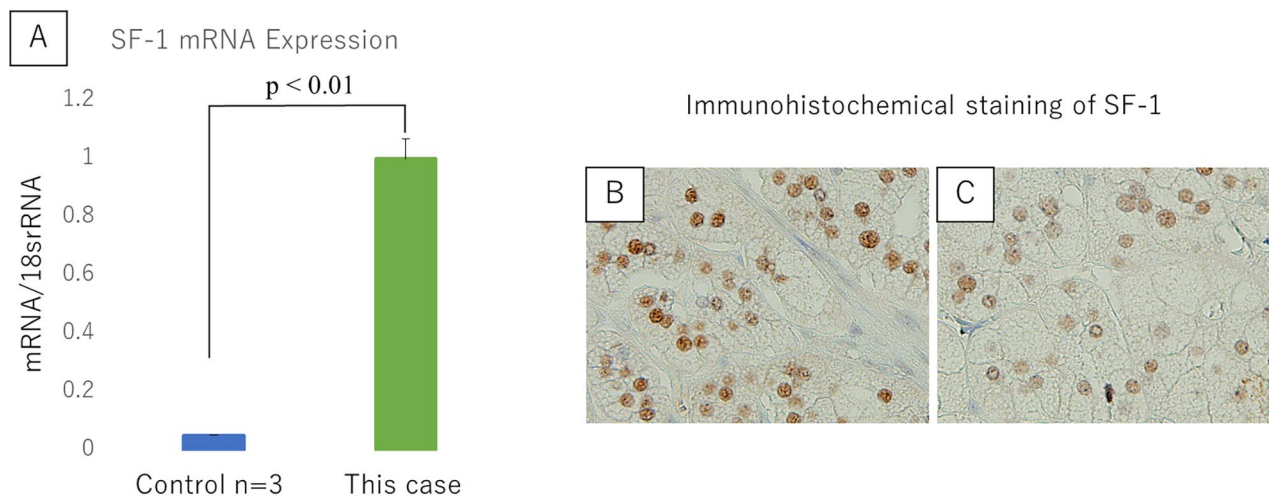 A
SF-1 mRNA Expression
p < 0.01
mRNA/18srRNA
1.2
1
0.8
0.6
0.4
0.2
0
Control n=3
This case
Immunohistochemical staining of SF-1
B
C